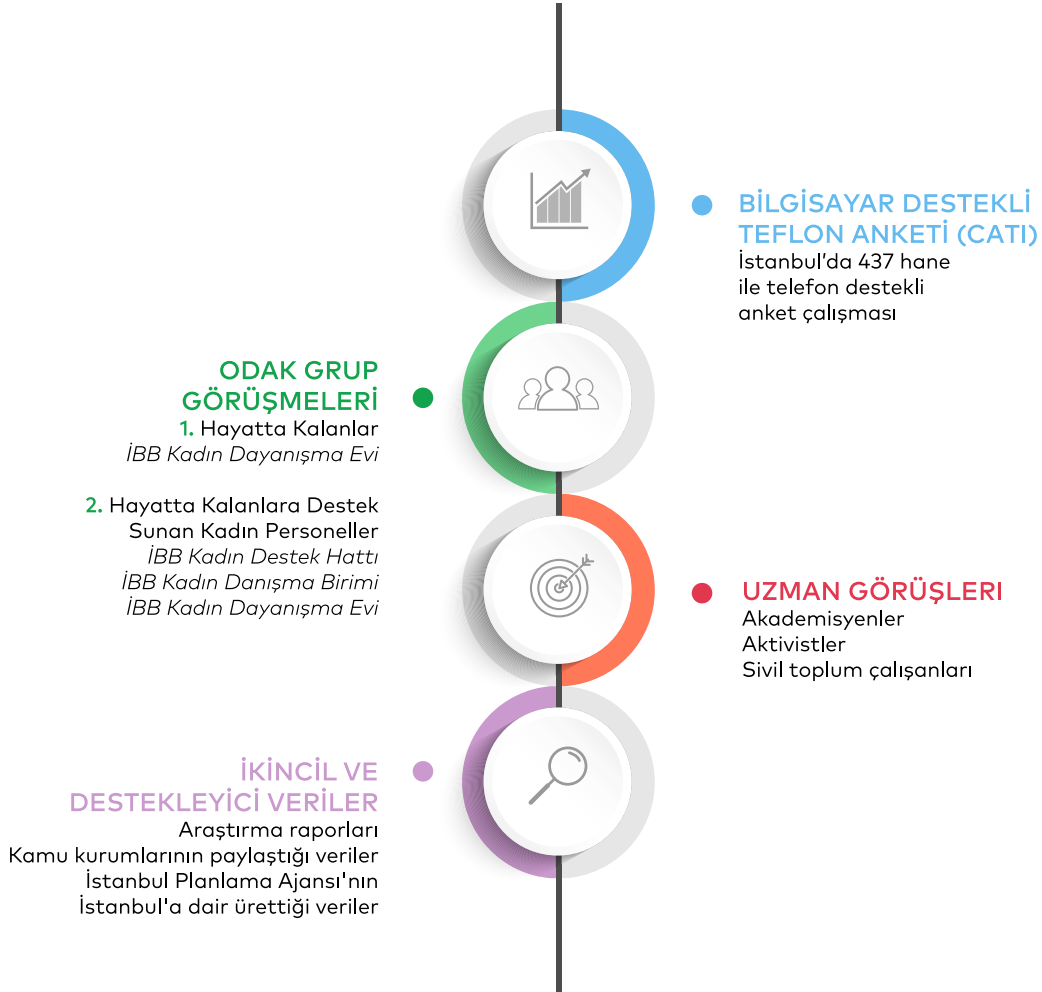 BİLGİSAYAR DESTEKLİ
TEFLON ANKETİ (CATI)
İstanbul'da 437 hane
ile telefon destekli
anket çalışması
ODAK GRUP
GÖRÜŞMELERİ
1. Hayatta Kalanlar
İBB Kadın Dayanışma Evi
2. Hayatta Kalanlara Destek
Sunan Kadın Personeller
İBB Kadın Destek Hattı
İBB Kadın Danışma Birimi
İBB Kadın Dayanışma Evi
UZMAN GÖRÜŞLERI
Akademisyenler
Aktivistler
Sivil toplum çalışanları
İKİNCİL VE
DESTEKLEYİCİ VERİLER
Araştırma raporları
Kamu kurumlarının paylaştığı veriler
İstanbul Planlama Ajansı'nın
İstanbul'a dair ürettiği veriler